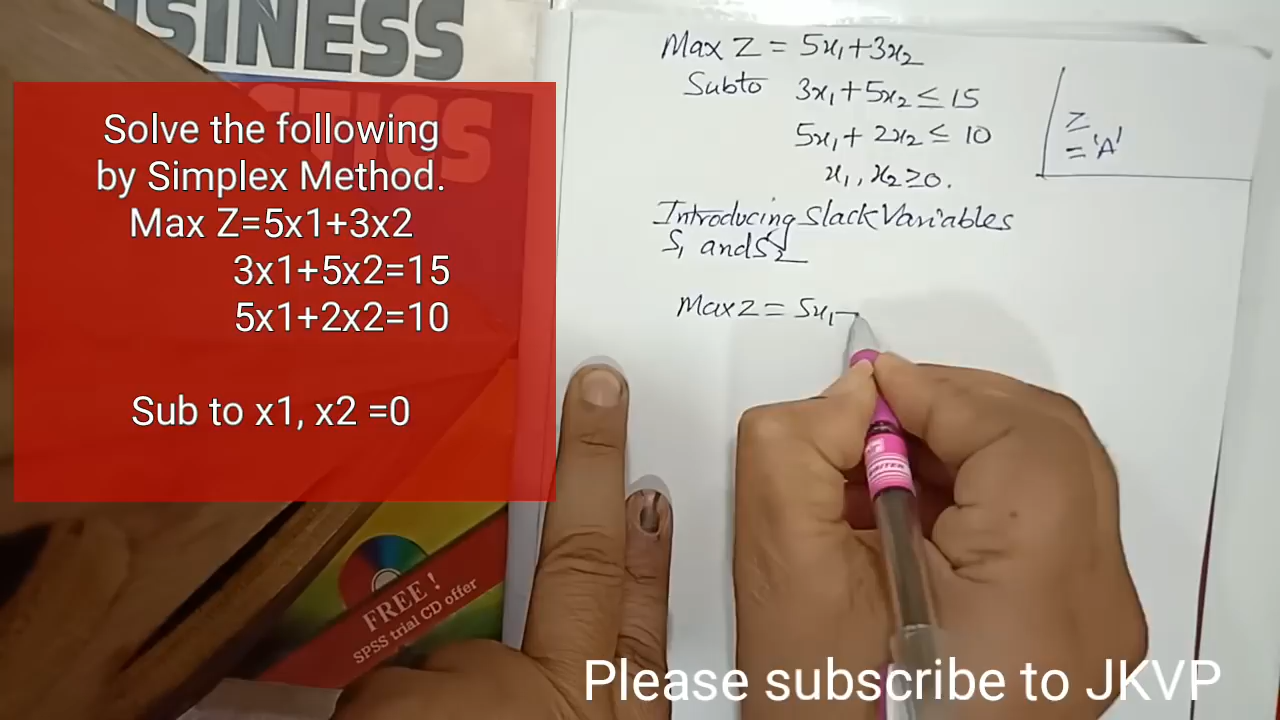 SINESS
Solve the following
by Simplex Method.
Max Z=5x1+3x2
3x1+5x2=15
5x1+2x2=10
Sub to x1, x2 =0
Max Z = 5x₁+3x₂
Subto 3x₁+5x₂ ≤ 15
5x₁+ 2x₂ ≤ 10
x₁, x₂ ≥0.
Introducing Slack Variables
S₁ and S₂
Max Z = 5x₁
Z
= 'A'
FREE !
SPSS trial CD offer
Please subscribe to JKVP